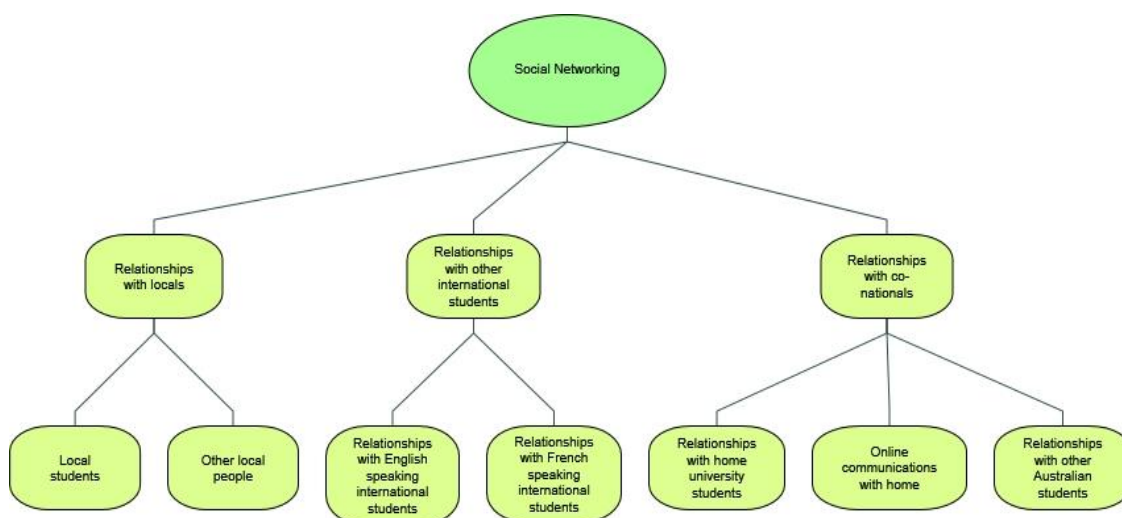 Social Networking
Relationships
with locals
Relationships
with other
international
students
Relationships
with co-
nationals
Local
students
Other local
people
Relationships
with English
speaking
international
students
Relationships
with French
speaking
international
students
Relationships
with home
university
students
Online
communications
with home
Relationships
with other
Australian
students